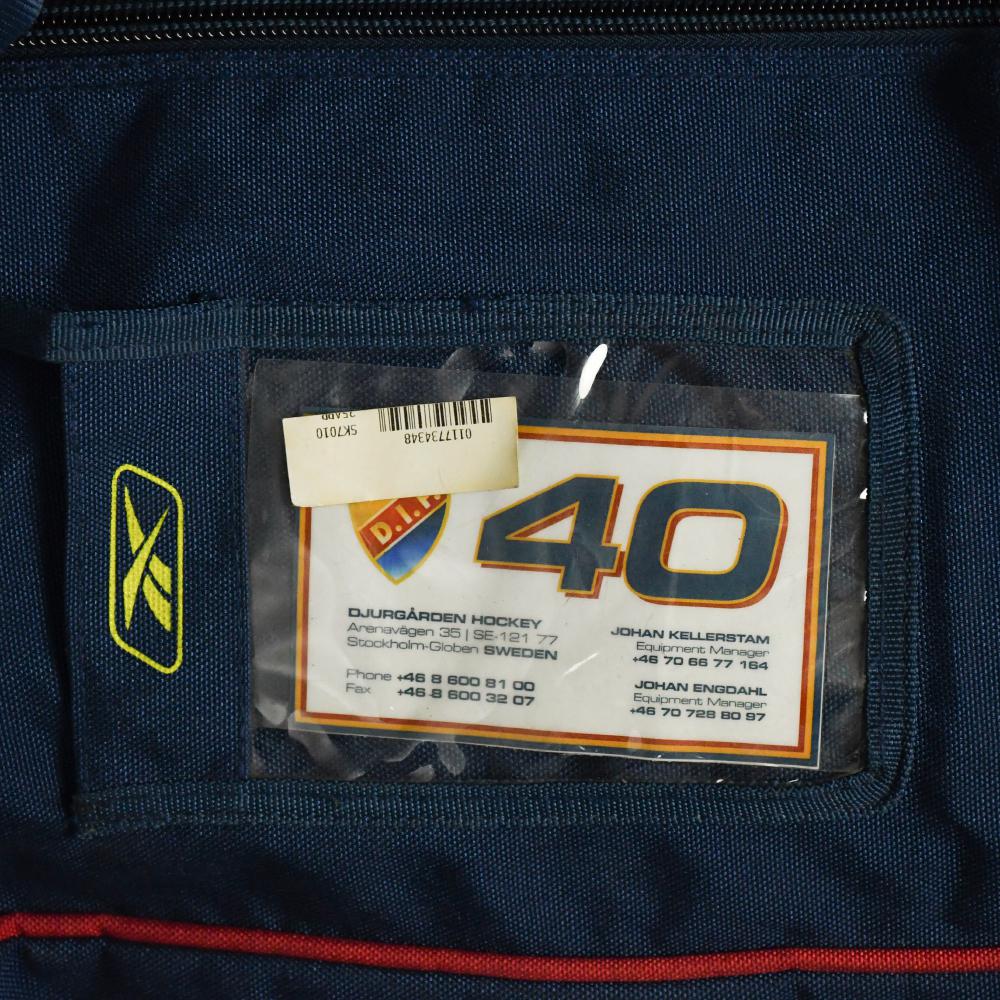 0117734348
SK7010
25ADD
D.I.F.
40
DJURGÅRDEN HOCKEY
Arenavägen 35 | SE-121 77
Stockholm-Globen SWEDEN
Phone +46 8 600 81 00
Fax +46 8 600 32 07
JOHAN KELLERSTAM
Equipment Manager
+46 70 66 77 164
JOHAN ENGDAHL
Equipment Manager
+46 70 728 80 97